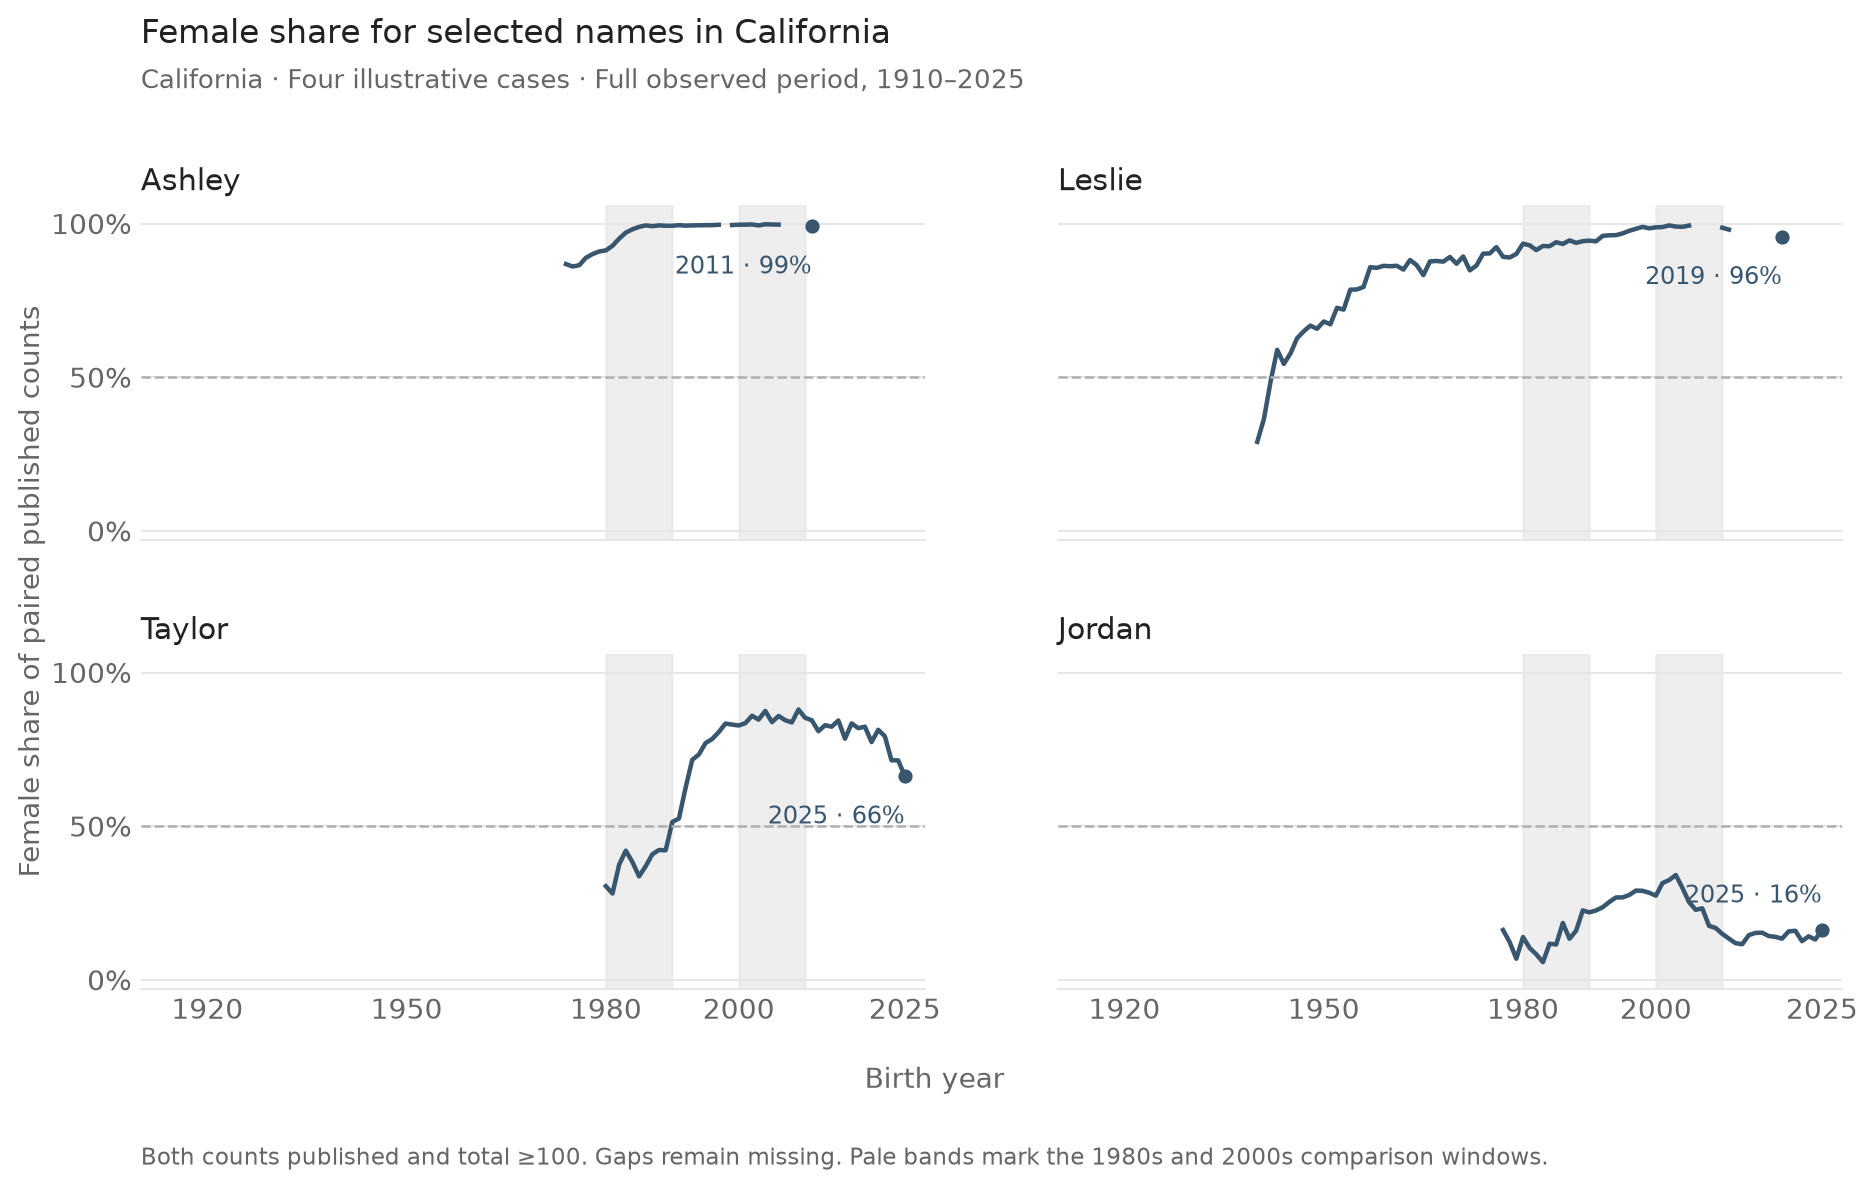 Female share for selected names in California
California · Four illustrative cases · Full observed period, 1910–2025
Female share of paired published counts
Ashley
100%
50%
0%
2011 · 99%
Leslie
2019 · 96%
Taylor
100%
50%
0%
2025 · 66%
1920 1950 1980 2000 2025
Jordan
2025 · 16%
1920 1950 1980 2000 2025
Birth year
Both counts published and total ≥100. Gaps remain missing. Pale bands mark the 1980s and 2000s comparison windows.